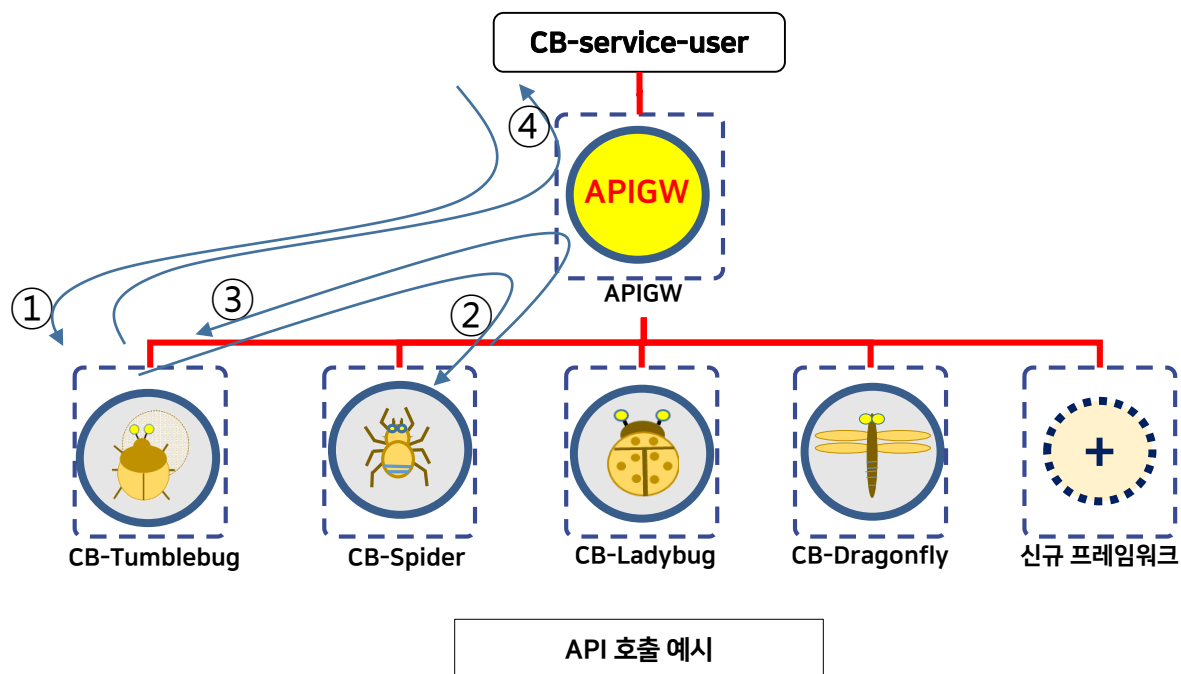 CB-service-user
④
APIGW
APIGW
①
③
②
CB-Tumblebug
CB-Spider
CB-Ladybug
CB-Dragonfly
+
신규 프레임워크
API 호출 예시